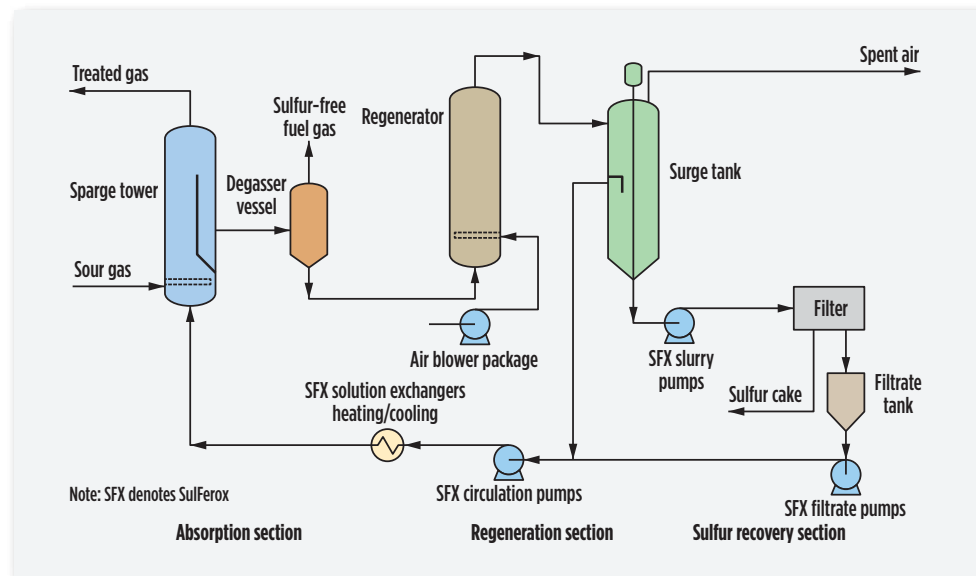 Treated gas
Spent air
Sulfur-free
fuel gas
Regenerator
Degasser
vessel
Sparge tower
Surge tank
Sour gas
Filter
Air blower package
SFX slurry
pumps
Filtrate
tank
Sulfur cake
SFX solution exchangers
heating/cooling
Note: SFX denotes SulFerox
SFX circulation pumps
SFX filtrate pumps
Absorption section
Regeneration section
Sulfur recovery section